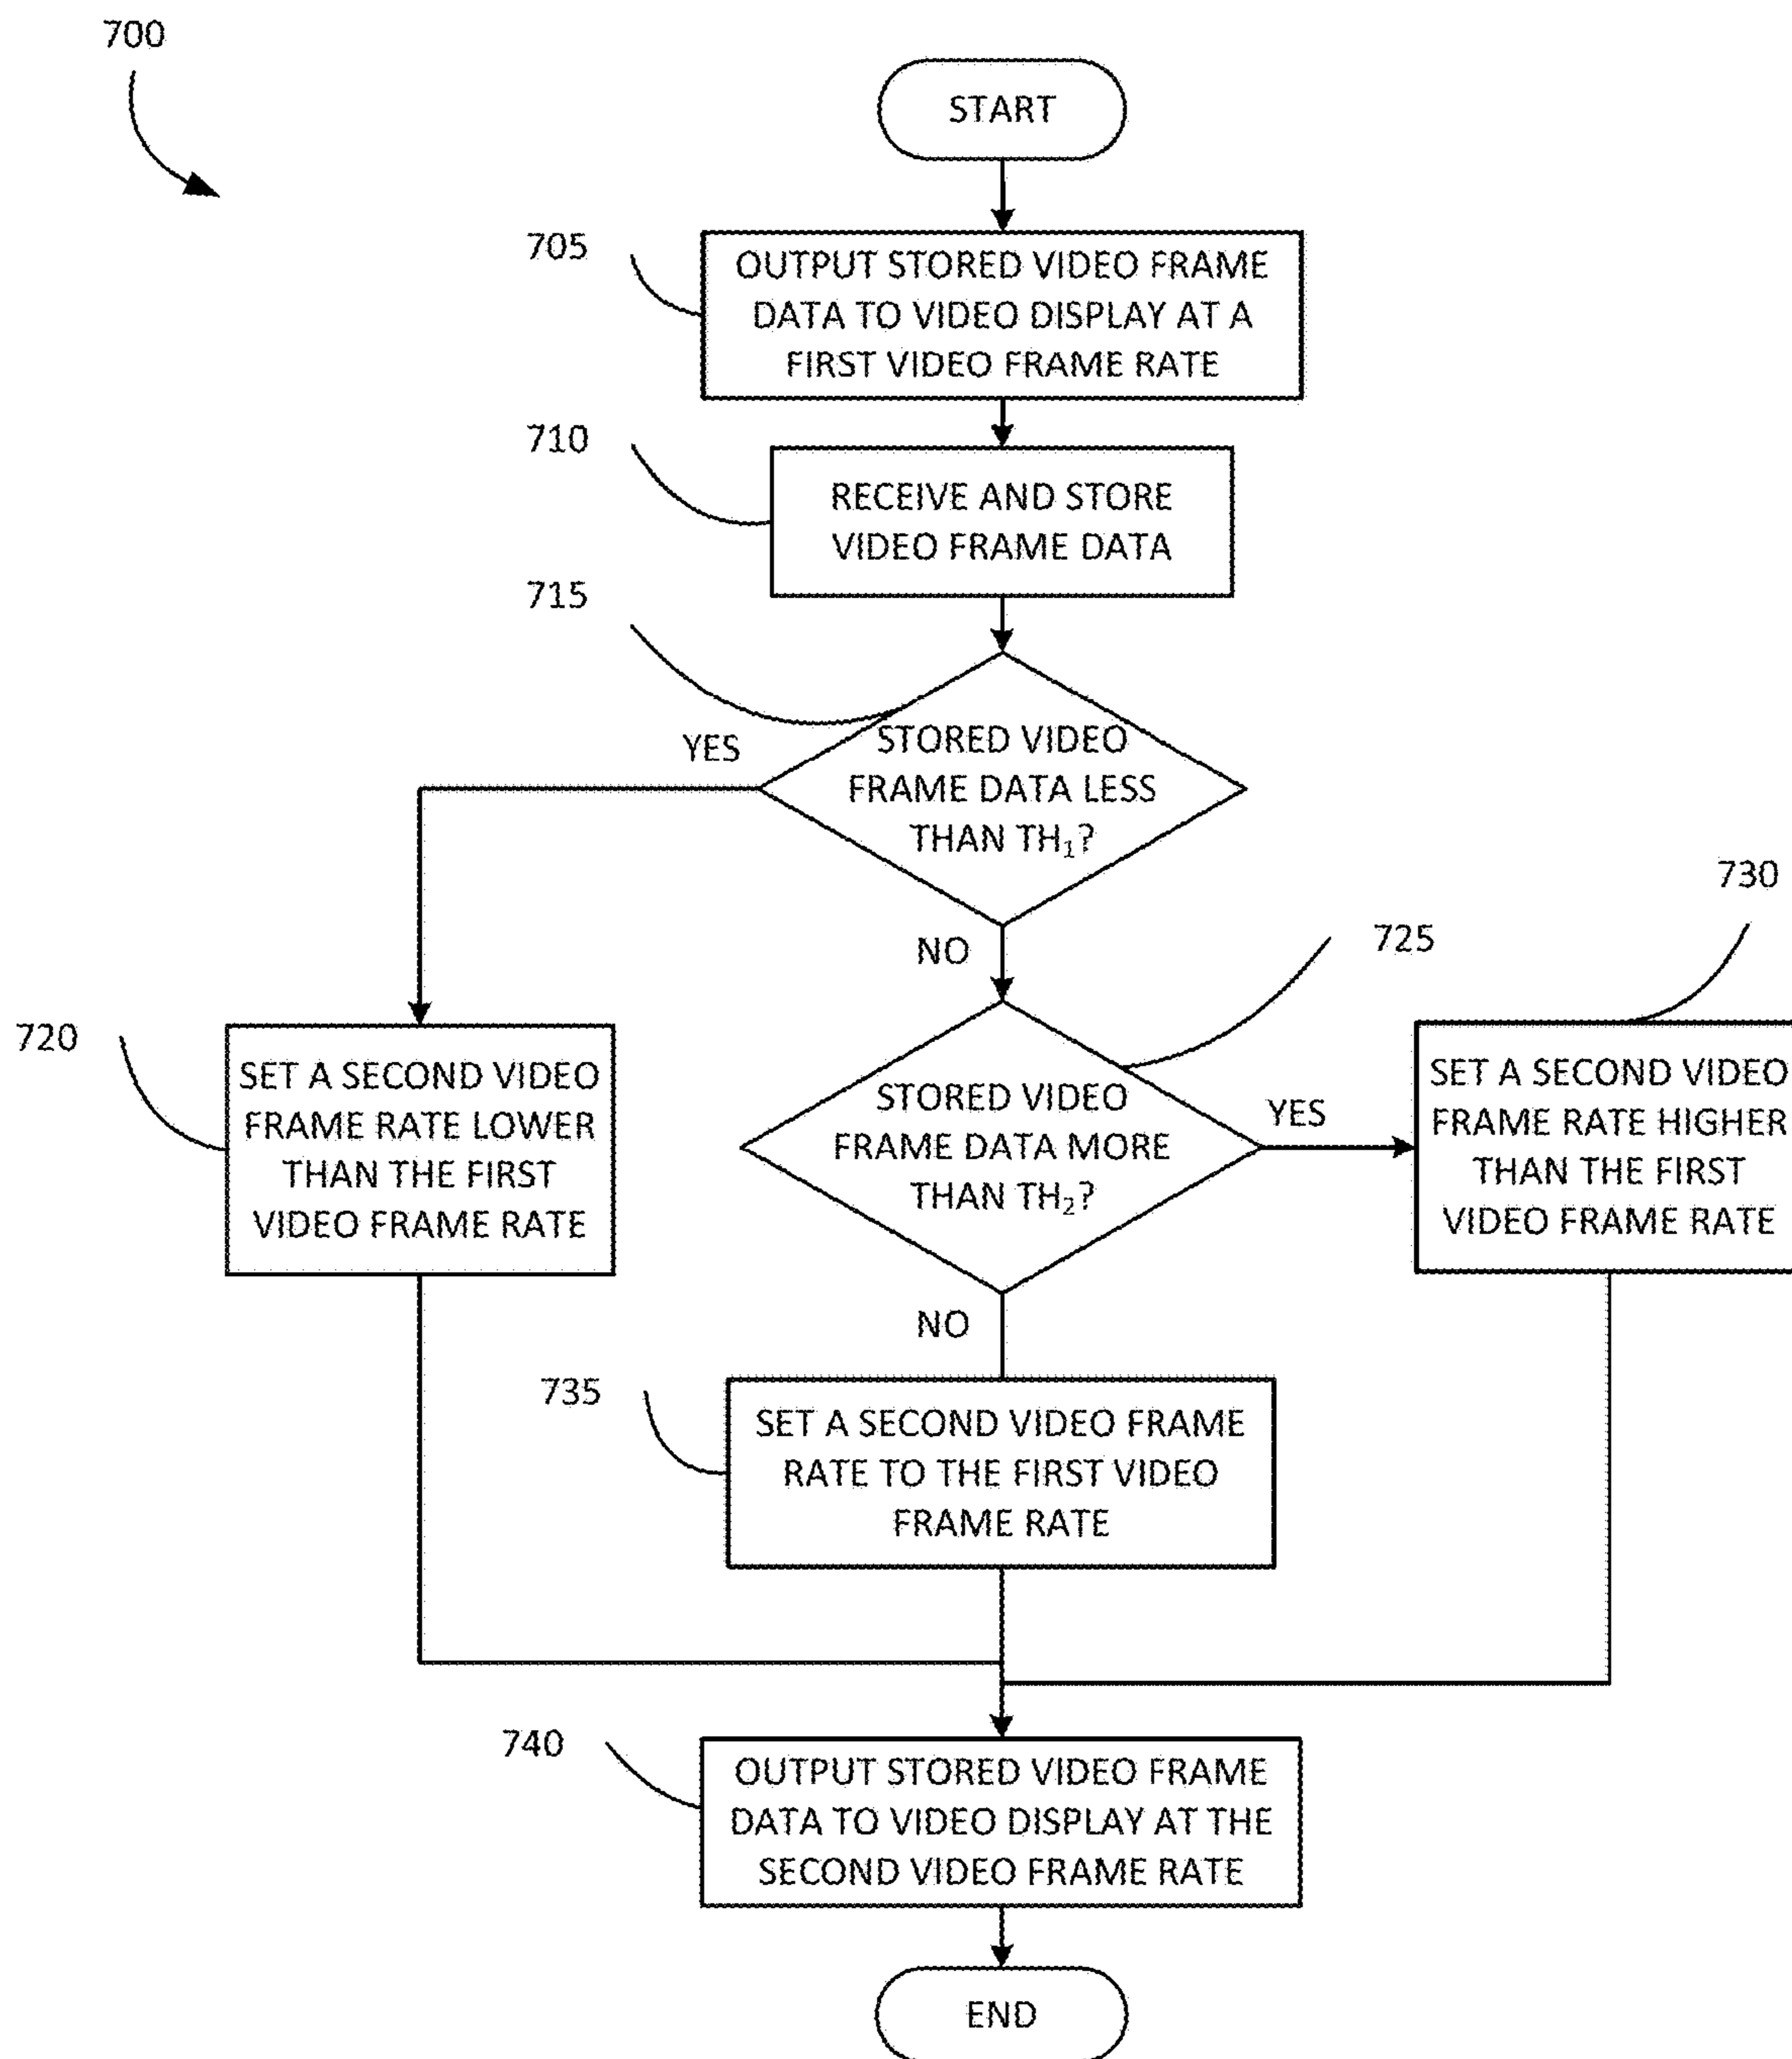 700
START
705
OUTPUT STORED VIDEO FRAME
DATA TO VIDEO DISPLAY AT A
FIRST VIDEO FRAME RATE
710
RECEIVE AND STORE
VIDEO FRAME DATA
715
YES
STORED VIDEO
FRAME DATA LESS
THAN TH₁?
NO
720
SET A SECOND VIDEO
FRAME RATE LOWER
THAN THE FIRST
VIDEO FRAME RATE
725
STORED VIDEO
FRAME DATA MORE
THAN TH₂?
YES
730
SET A SECOND VIDEO
FRAME RATE HIGHER
THAN THE FIRST
VIDEO FRAME RATE
NO
735
SET A SECOND VIDEO FRAME
RATE TO THE FIRST VIDEO
FRAME RATE
740
OUTPUT STORED VIDEO FRAME
DATA TO VIDEO DISPLAY AT THE
SECOND VIDEO FRAME RATE
END